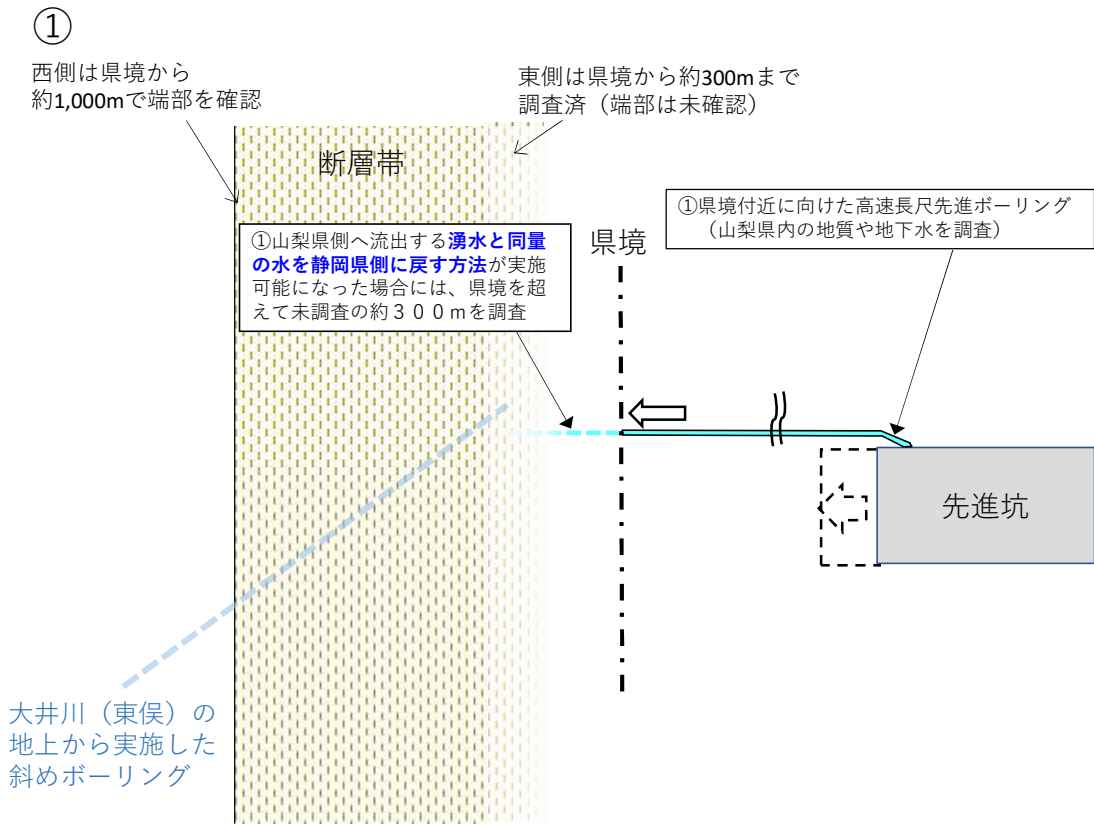 ①
西側は県境から
約1,000mで端部を確認
東側は県境から約300mまで
調査済（端部は未確認）
断層帯
①県境付近に向けた高速長尺先進ボーリング
（山梨県内の地質や地下水を調査）
①山梨県側へ流出する湧水と同量
の水を静岡県側に戻す方法が実施
可能になった場合には、県境を超
えて未調査の約３００ｍを調査
県境
先進坑
大井川（東俣）の
地上から実施した
斜めボーリング